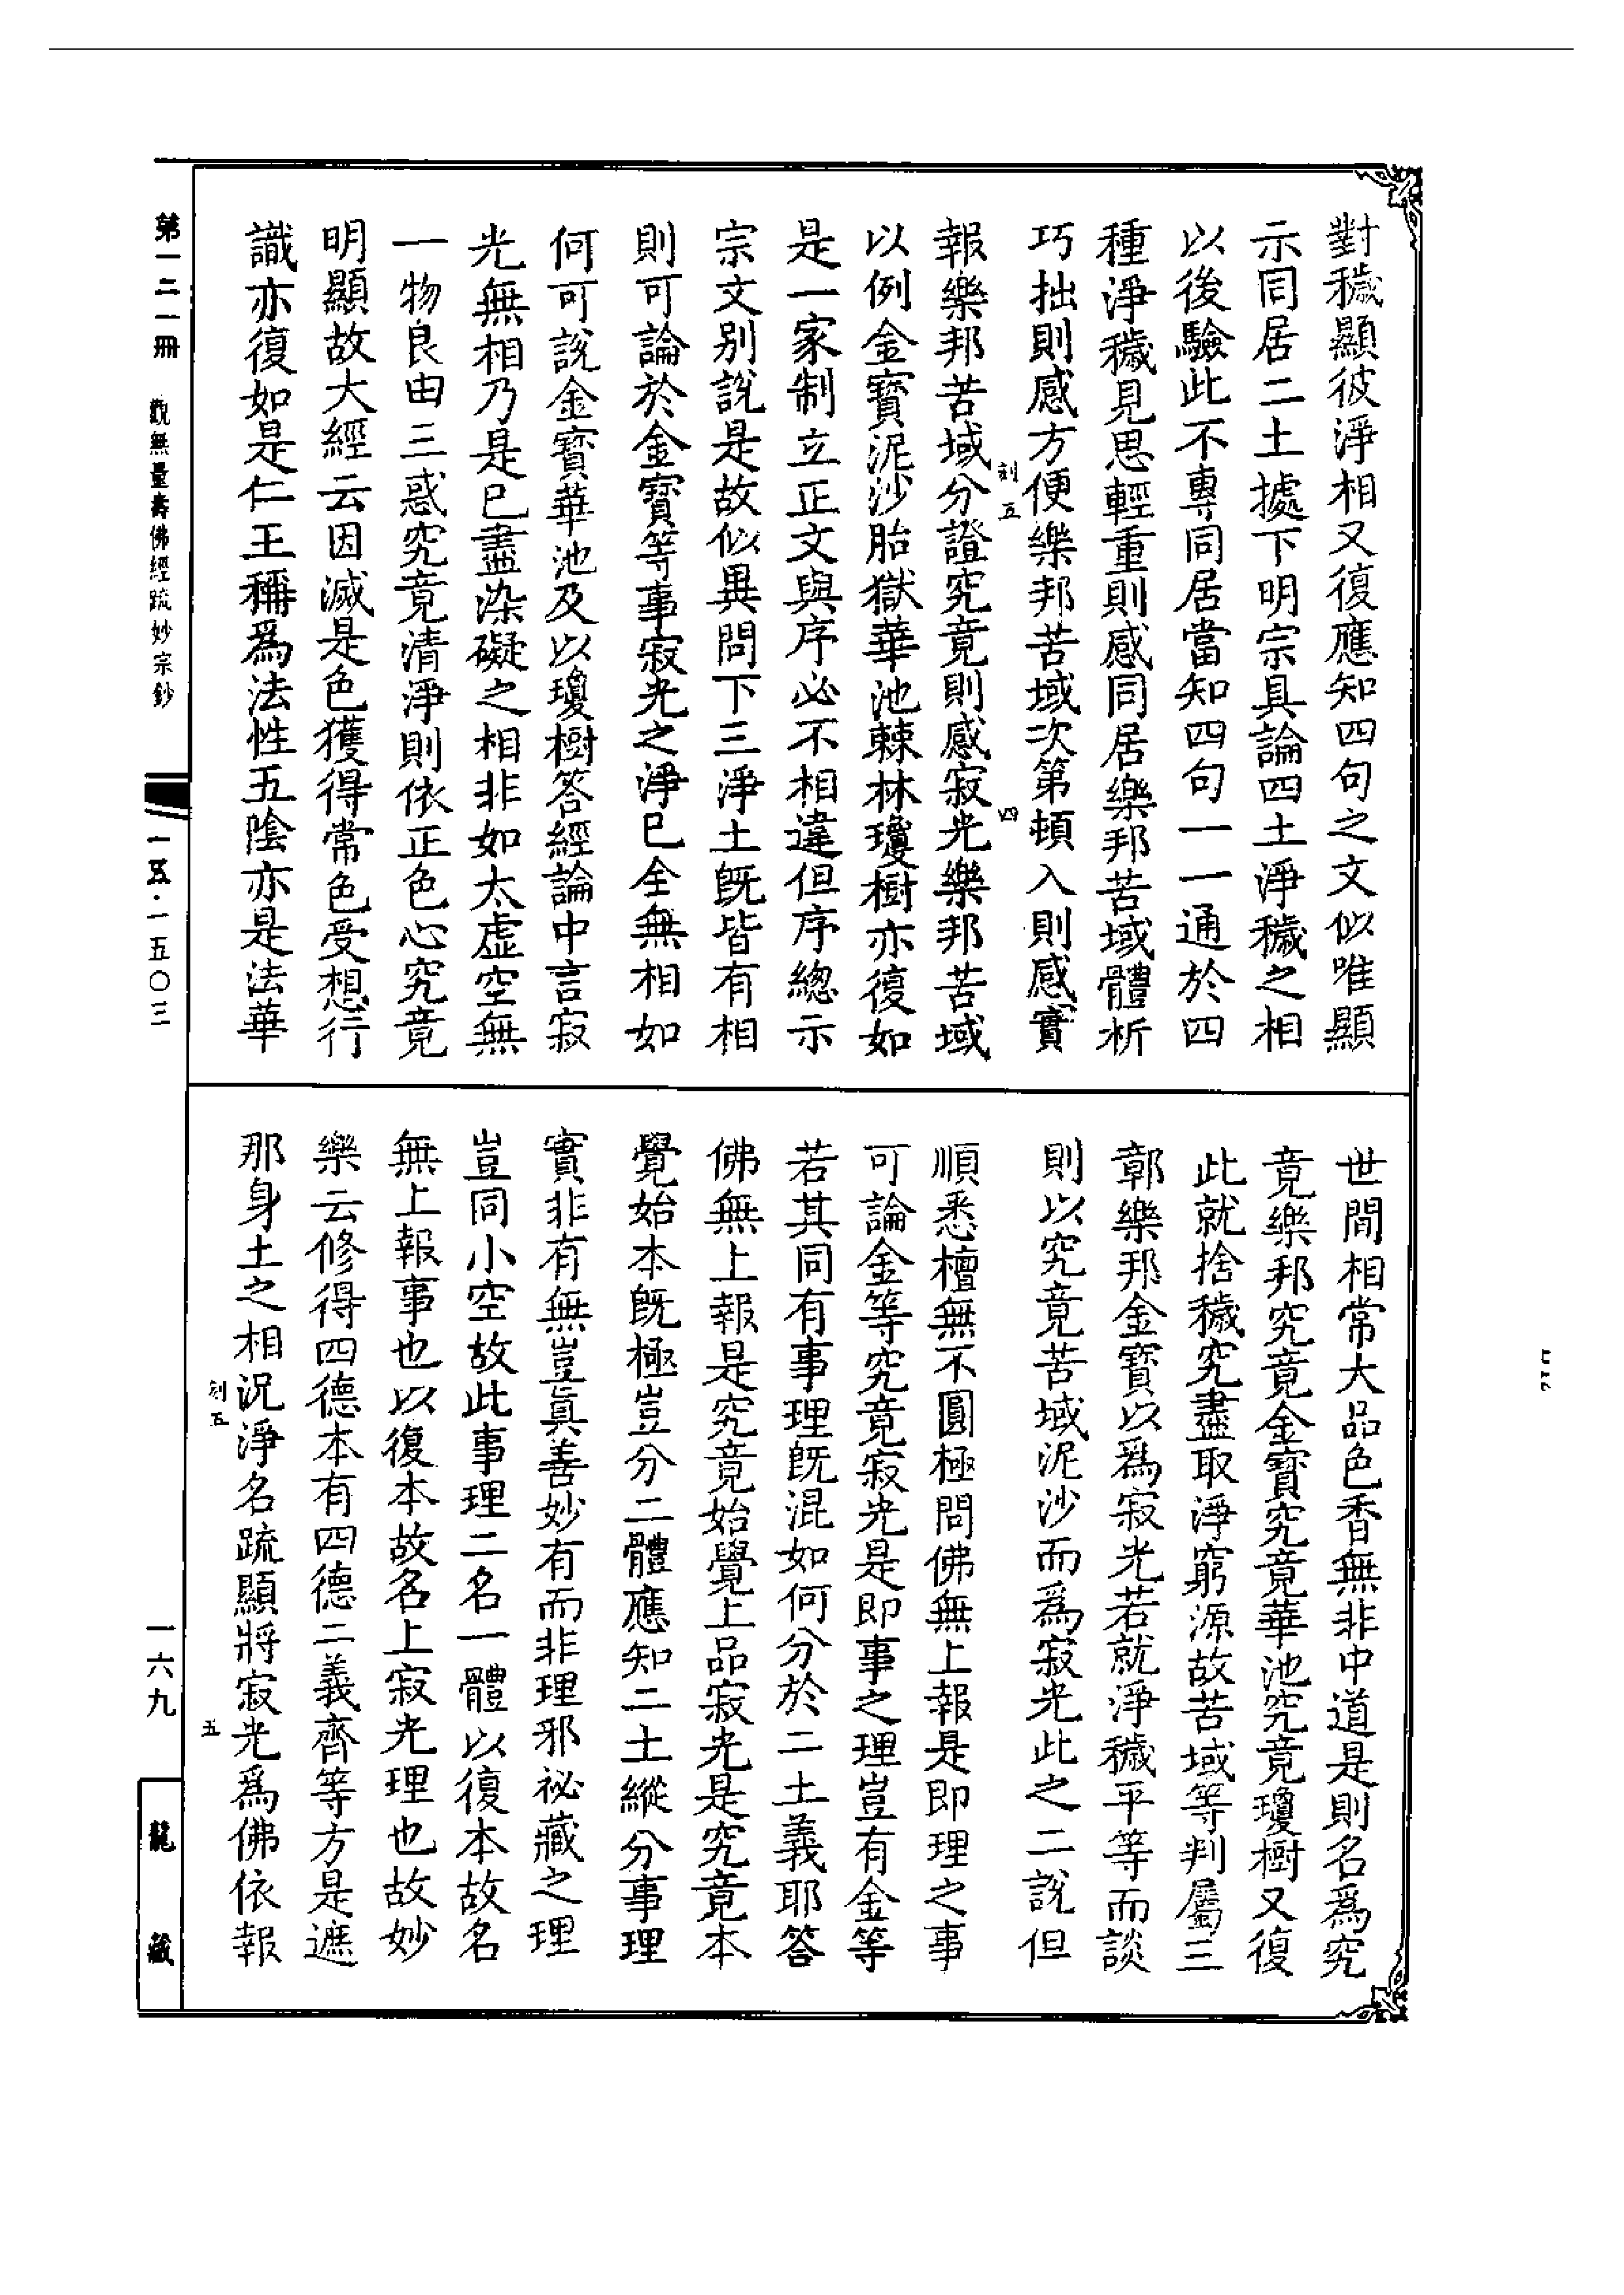 對穢顯彼淨相又復應知四句之文似唯顯
示同居二土據下明宗具論四土淨穢之相
以後驗此不專同居當知四句一一通於四
種淨穢見思輕重則感同居樂邦苦域體析
巧拙則感方便樂邦苦域次第頓入則感實
刻五
四
報樂邦苦域分證究竟則感寂光樂邦苦域
以例金寶泥沙胎獄華池棘林瓊樹亦復如
是一家制立正文與序必不相違但序總示
宗文別說是故似異問下三淨土旣皆有相
則可論於金寶等事寂光之淨已全無相如
何可說金寶華池及以瓊樹答經論中言寂
光無相乃是已盡染礙之相非如太虛空無
一物良由三惑究竟清淨則依正色心究竟
明顯故大經云因滅是色獲得常色受想行
識亦復如是仁王稱爲法性五陰亦是法華
世間相常大品色香無非中道是則名爲究
竟樂邦究竟金寶究竟華池究竟瓊樹又復
此就捨穢究盡取淨窮源故苦域等判屬三
鄣樂邦金寶以爲寂光若就淨穢平等而談
則以究竟苦域泥沙而爲寂光此之二說但
順悉檀無不圓極問佛無上報是即理之事
可論金等究竟寂光是即事之理豈有金等
若其同有事理旣混如何分於二土義耶答
佛無上報是究竟始覺上品寂光是究竟本
覺始本旣極豈分二體應知二土縱分事理
實非有無豈眞善妙有而非理邪祕藏之理
豈同小空故此事理二名一體以復本故名
無上報事也以復本故名上寂光理也故妙
樂云修得四德本有四德二義齊等方是遮
那身土之相況淨名疏顯將寂光爲佛依報
刻五
五
第一二一冊
觀無量壽佛經疏妙宗鈔
一五·一五〇三
一六九
龍藏